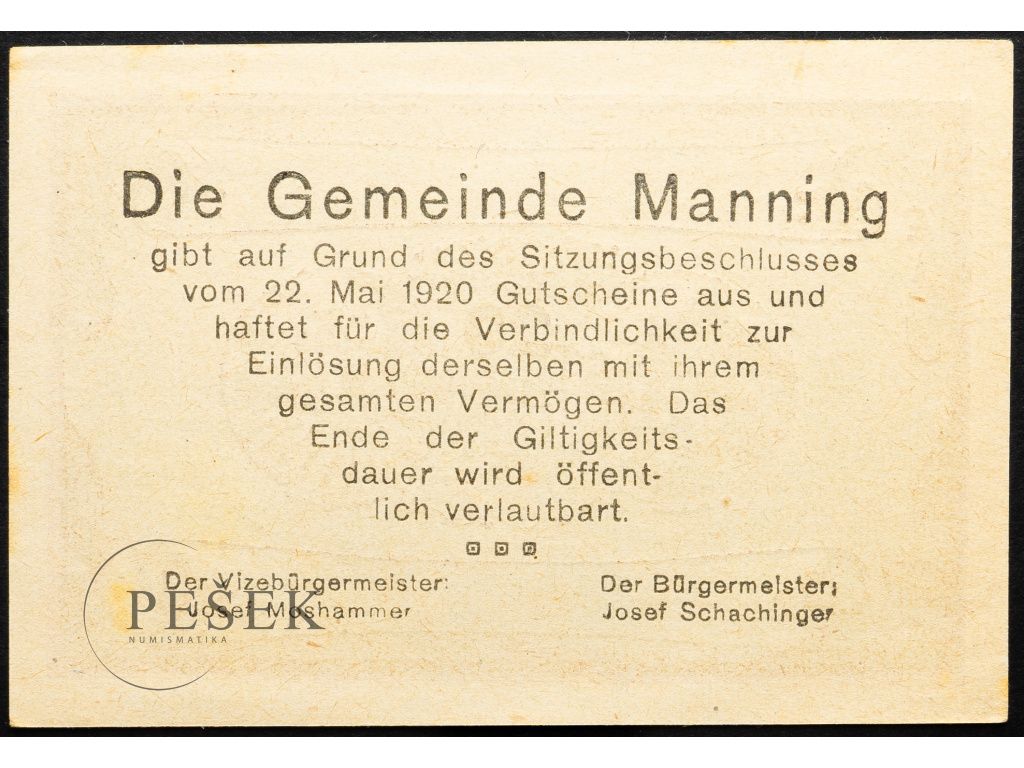 Die Gemeinde Manning
gibt auf Grund des Sitzungsbeschlusses
vom 22. Mai 1920 Gutscheine aus und
haftet für die Verbindlichkeit zur
Einlösung derselben mit ihrem
gesamten Vermögen. Das
Ende der Giltigkeits-
dauer wird öffent-
lich verlautbart.
Der Vizebürgermeister:
Josef Moshammer
Der Bürgermeister:
Josef Schachinger
PEŠEK
NUMISMATIKA